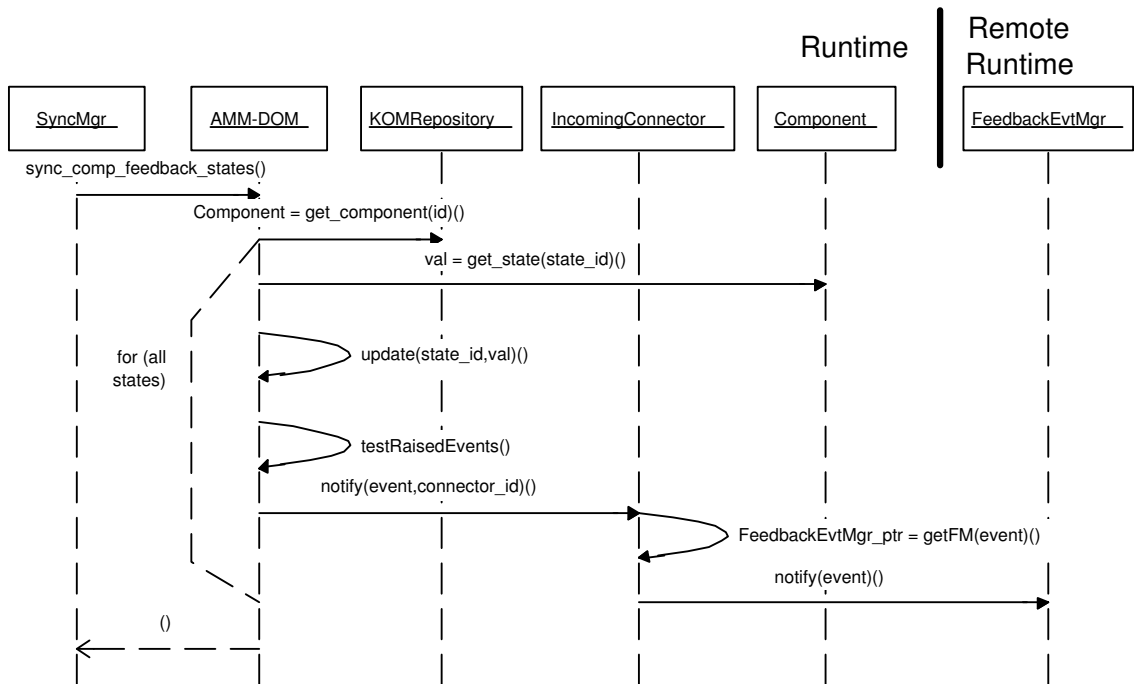 Runtime
Remote
Runtime
SyncMgr
AMM-DOM
KOMRepository
IncomingConnector
Component
FeedbackEvtMgr
sync_comp_feedback_states()
Component = get_component(id)()
val = get_state(state_id)()
for (all
states)
update(state_id,val)()
testRaisedEvents()
notify(event,connector_id)()
FeedbackEvtMgr_ptr = getFM(event)()
notify(event)()
()